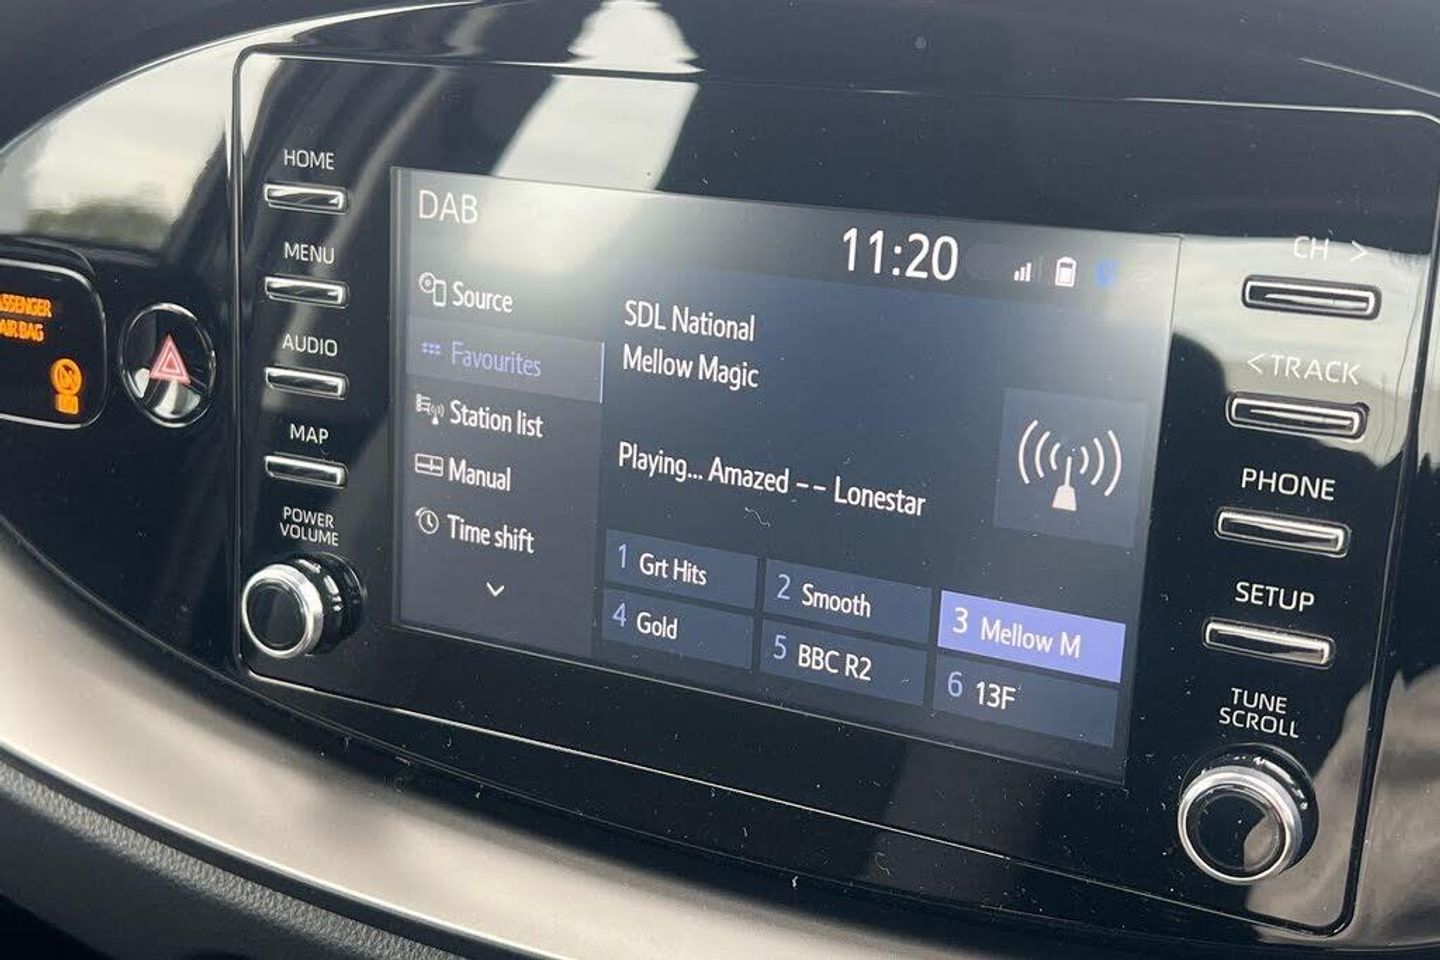 HOME
MENU
AUDIO
MAP
POWER
VOLUME
AIR BAG
DAB
11:20
Source
Favourites
Station list
Manual
Time shift
SDL National
Mellow Magic
Playing... Amazed -- Lonestar
1 Grt Hits
2 Smooth
3 Mellow M
4 Gold
5 BBC R2
6 13F
CH >
< TRACK
PHONE
SETUP
TUNE
SCROLL